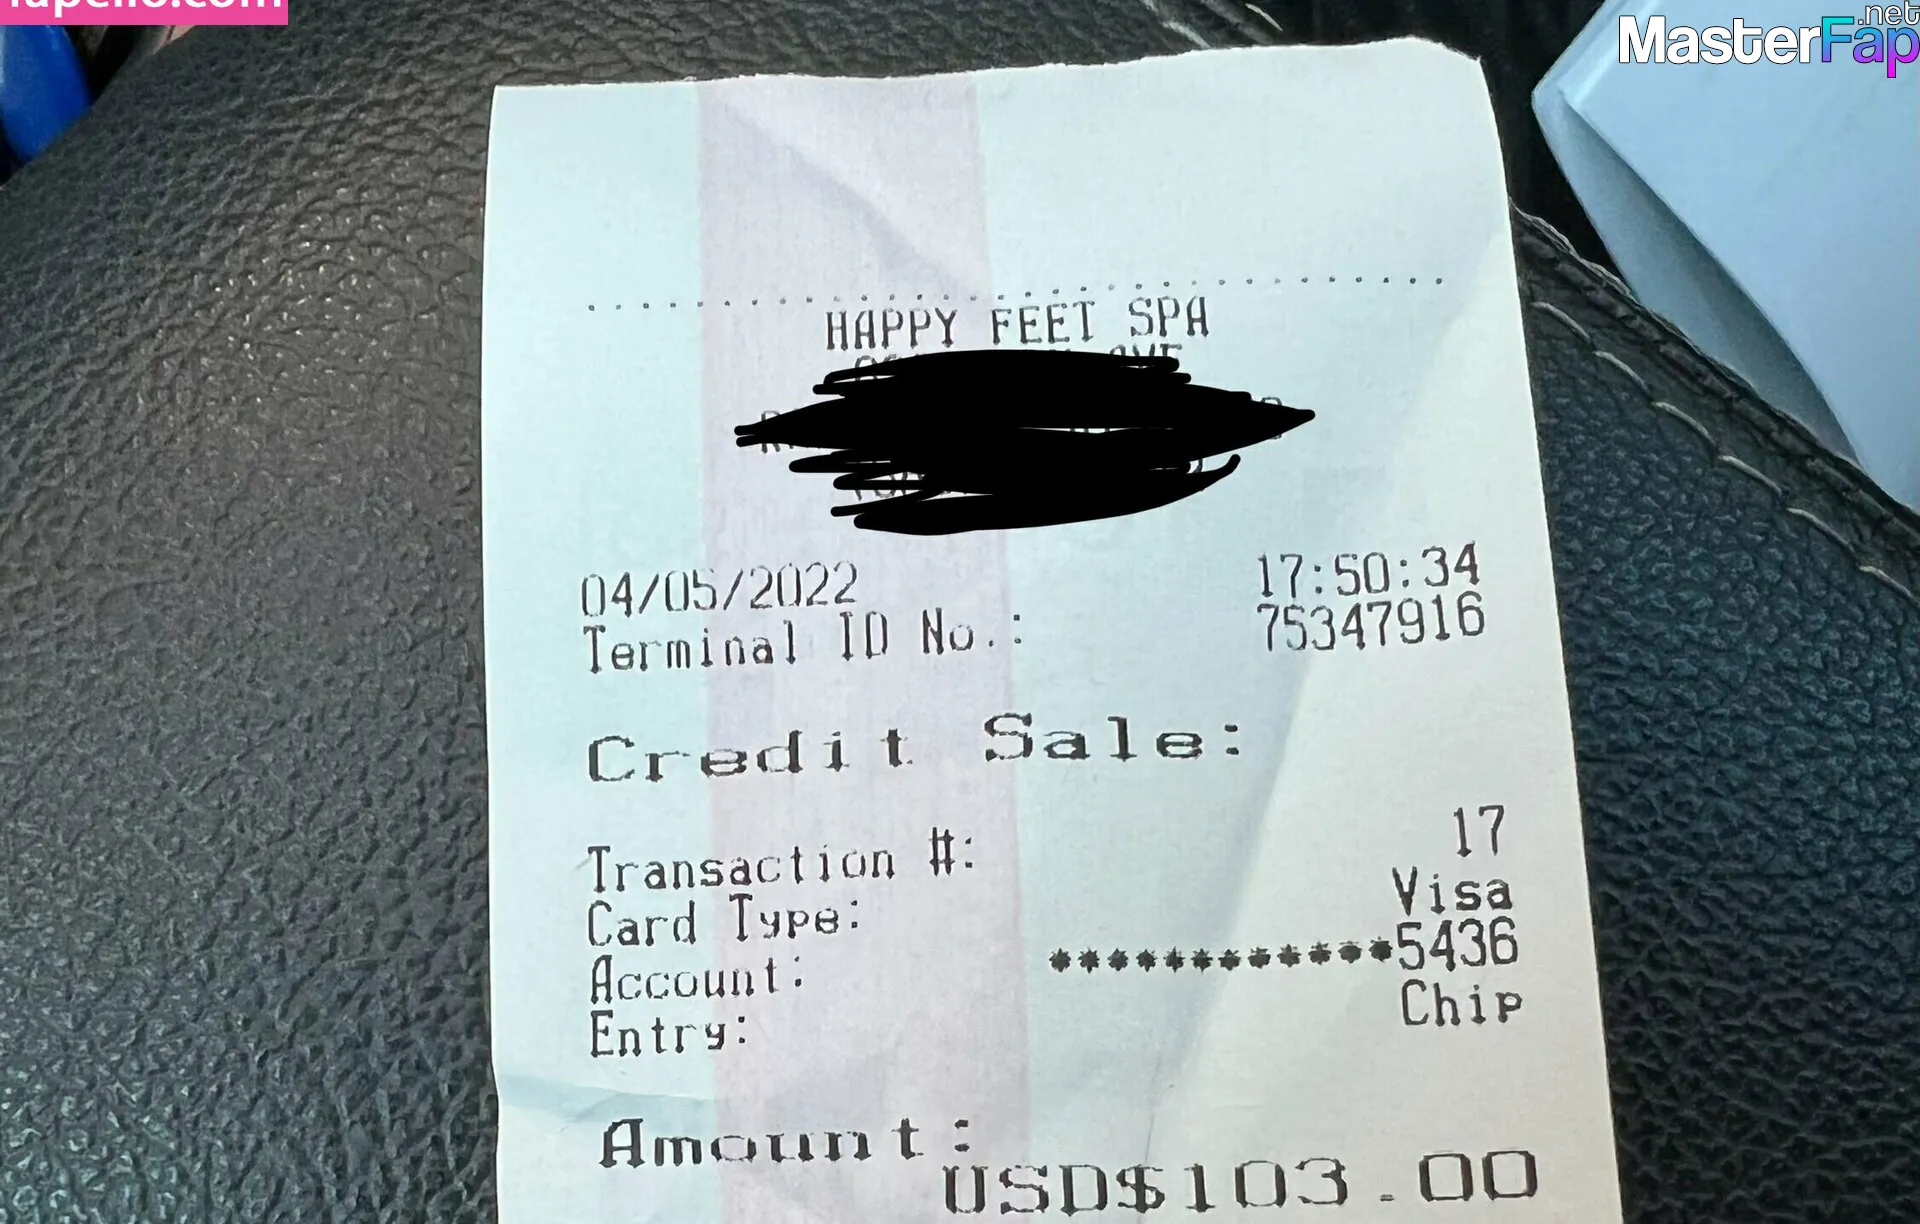 .net
MasterFap
HAPPY FEET SPA
AVE
04/05/2022 17:50:34
Terminal ID No.: 75347916
Credit Sale:
Transaction #: 17
Card Type: Visa
Account: ************5436
Entry: Chip
Amount:
USD$103.00